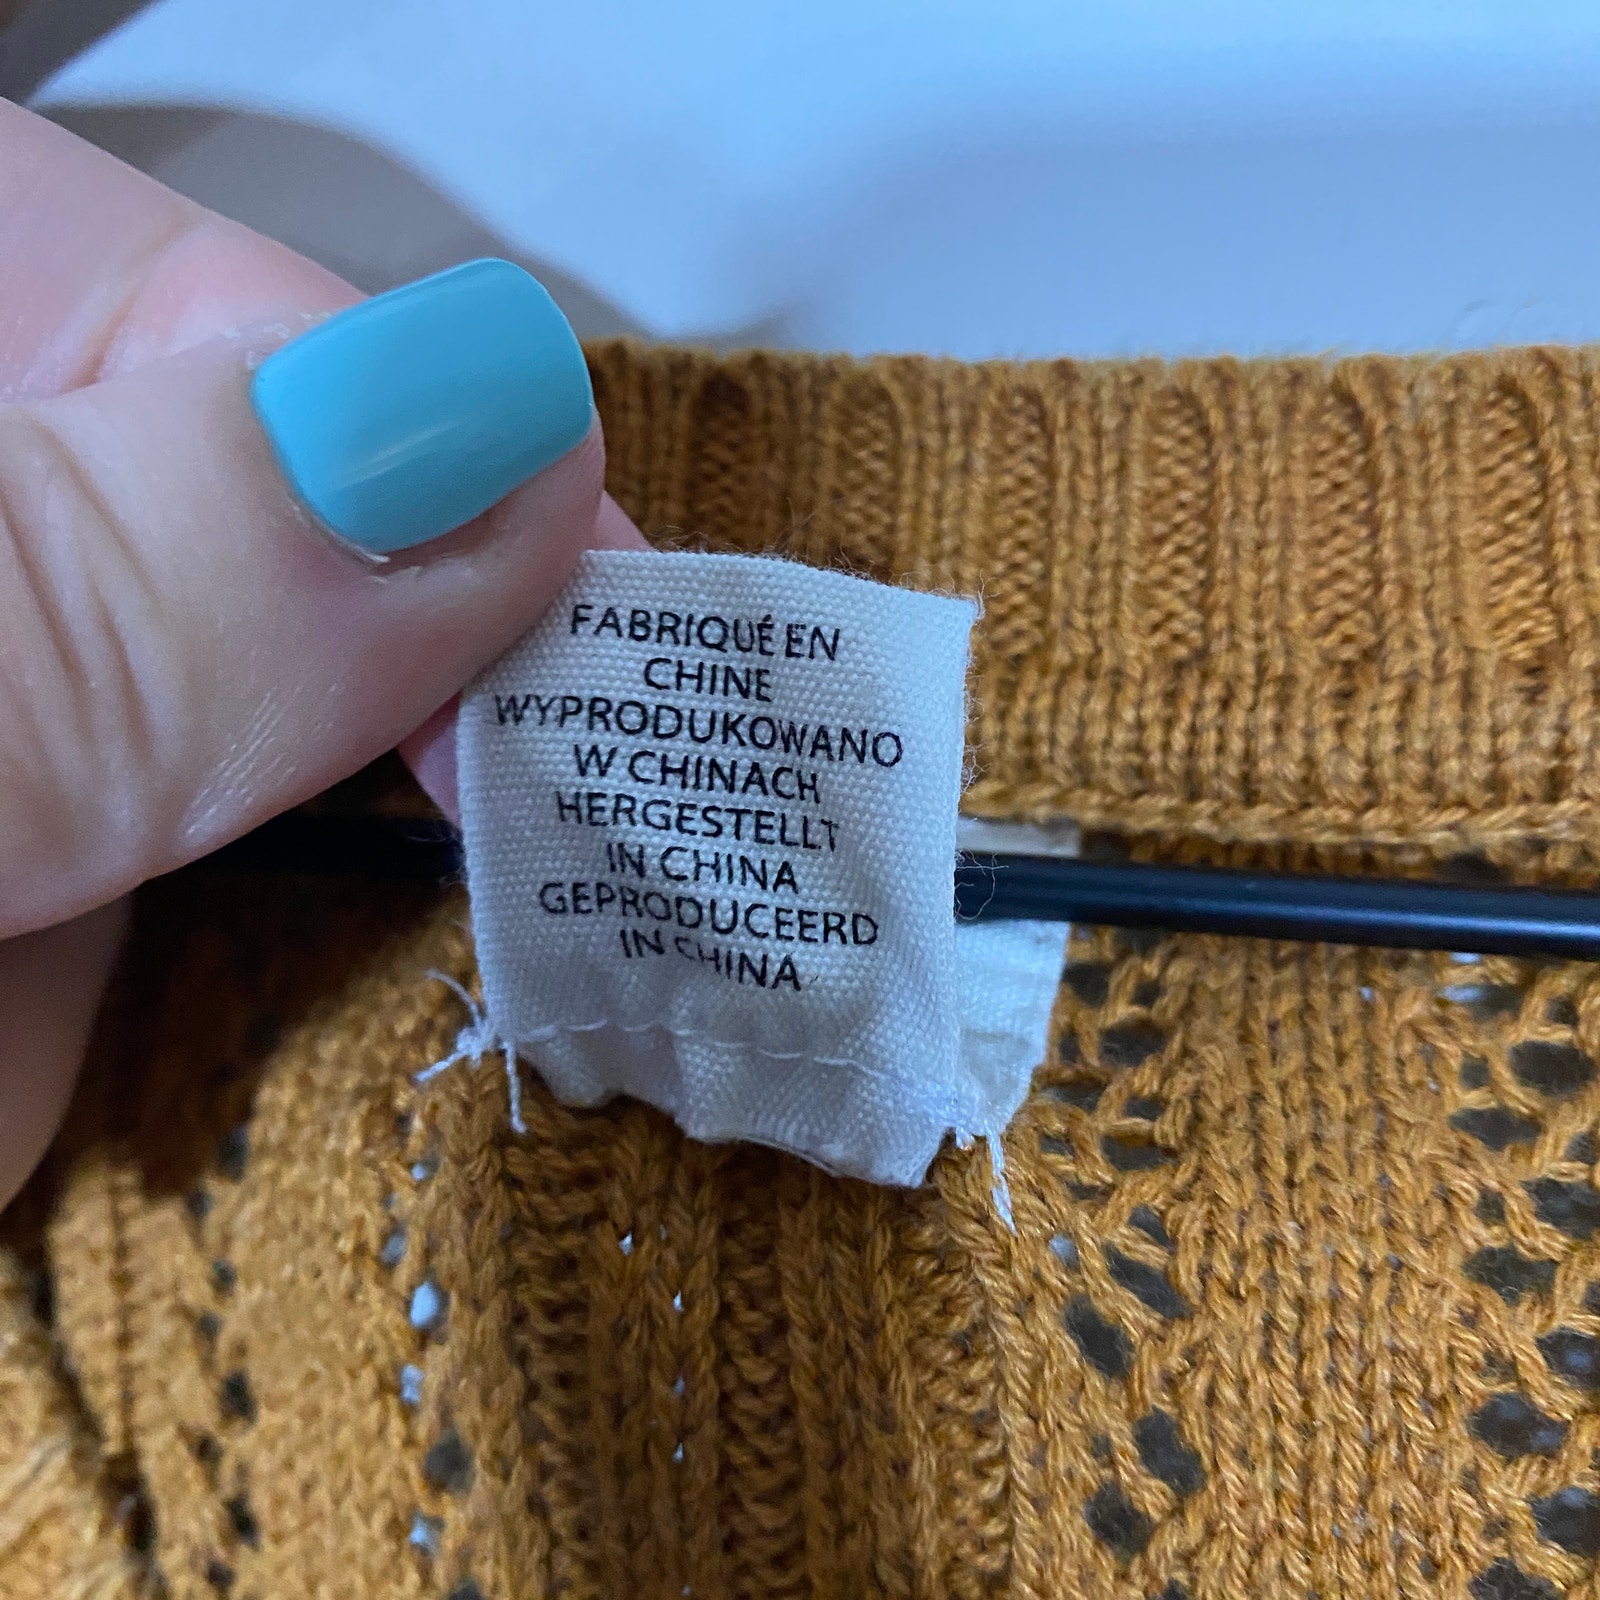 FABRIQUÉ EN
CHINE
WYPRODUKOWANO
W CHINACH
HERGESTELLT
IN CHINA
GEPRODUCEERD
IN CHINA